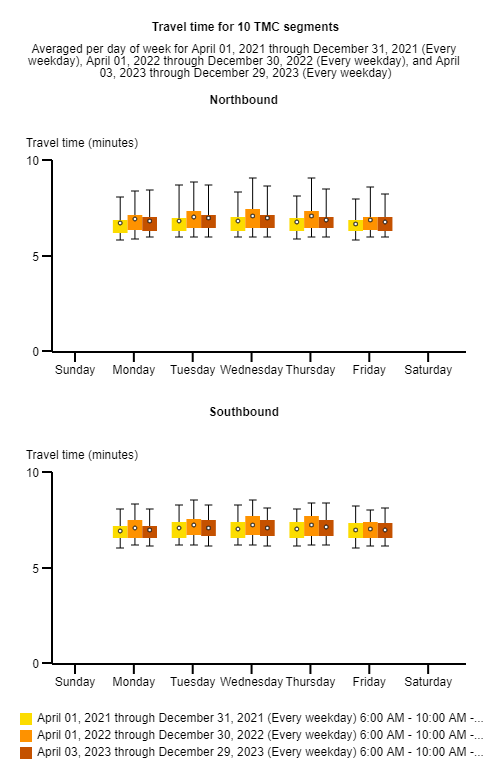 Travel time for 10 TMC segments
Averaged per day of week for April 01, 2021 through December 31, 2021 (Every
weekday), April 01, 2022 through December 30, 2022 (Every weekday), and April
03, 2023 through December 29, 2023 (Every weekday)
Northbound
Travel time (minutes)
10
5
0
Sunday Monday Tuesday Wednesday Thursday Friday Saturday
Southbound
Travel time (minutes)
10
5
0
Sunday Monday Tuesday Wednesday Thursday Friday Saturday
April 01, 2021 through December 31, 2021 (Every weekday) 6:00 AM - 10:00 AM -...
April 01, 2022 through December 30, 2022 (Every weekday) 6:00 AM - 10:00 AM -...
April 03, 2023 through December 29, 2023 (Every weekday) 6:00 AM - 10:00 AM -...